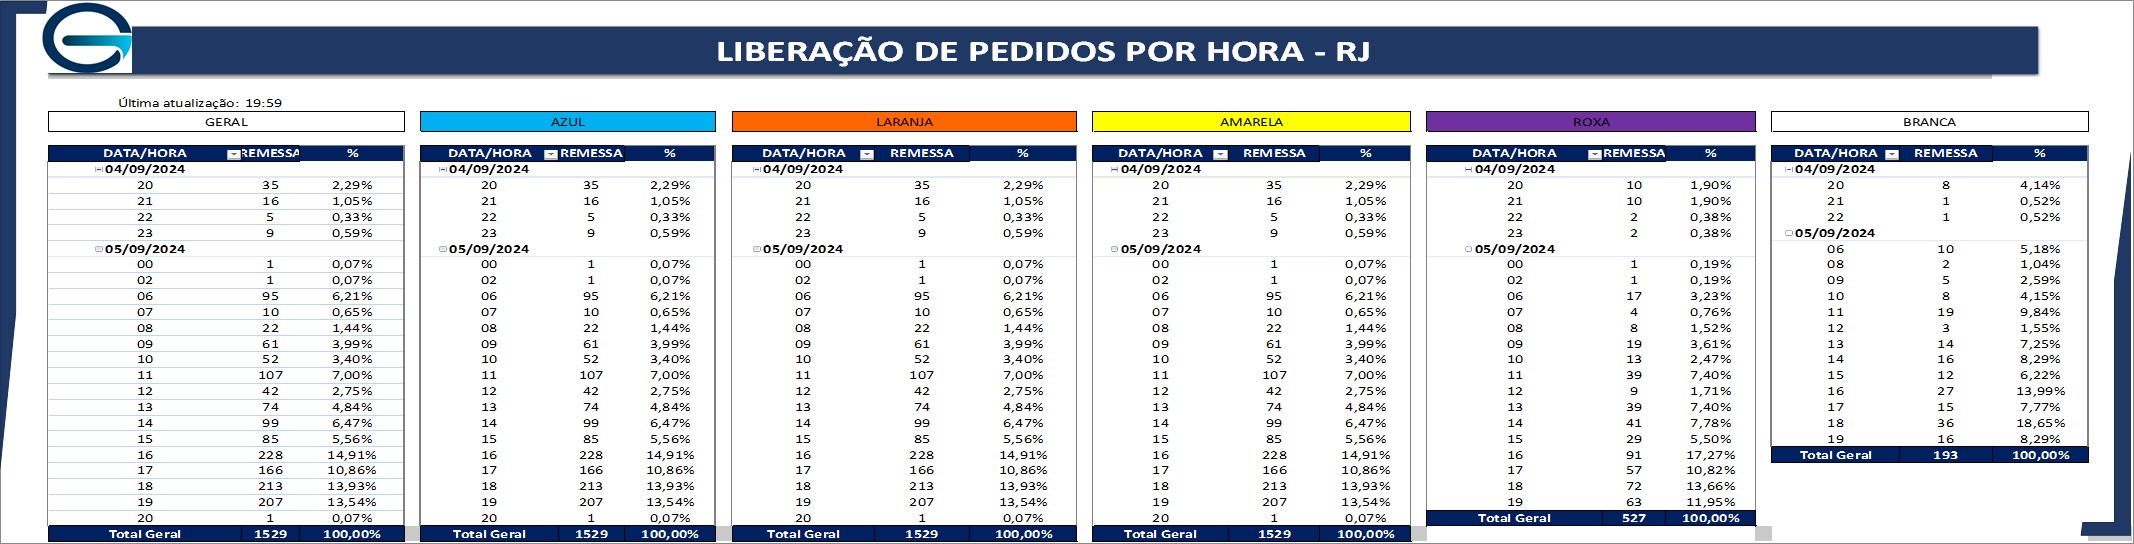 LIBERAÇÃO DE PEDIDOS POR HORA - RJ
Última atualização: 19:59
GERAL AZUL LARANJA AMARELA ROXA BRANCA
DATA/HORA REMESSA % DATA/HORA REMESSA % DATA/HORA REMESSA % DATA/HORA REMESSA % DATA/HORA REMESSA % DATA/HORA REMESSA %
04/09/2024 04/09/2024 04/09/2024 04/09/2024 04/09/2024 04/09/2024
20 35 2,29% 20 35 2,29% 20 35 2,29% 20 35 2,29% 20 10 1,90% 20 8 4,14%
21 16 1,05% 21 16 1,05% 21 16 1,05% 21 16 1,05% 21 10 1,90% 21 1 0,52%
22 5 0,33% 22 5 0,33% 22 5 0,33% 22 5 0,33% 22 2 0,38% 22 1 0,52%
23 9 0,59% 23 9 0,59% 23 9 0,59% 23 9 0,59% 23 2 0,38% 05/09/2024
05/09/2024 05/09/2024 05/09/2024 05/09/2024 05/09/2024 06 10 5,18%
00 1 0,07% 00 1 0,07% 00 1 0,07% 00 1 0,07% 00 1 0,19% 08 2 1,04%
02 1 0,07% 02 1 0,07% 02 1 0,07% 02 1 0,07% 02 1 0,19% 09 5 2,59%
06 95 6,21% 06 95 6,21% 06 95 6,21% 06 95 6,21% 06 17 3,23% 10 8 4,15%
07 10 0,65% 07 10 0,65% 07 10 0,65% 07 10 0,65% 07 4 0,76% 11 19 9,84%
08 22 1,44% 08 22 1,44% 08 22 1,44% 08 22 1,44% 08 8 1,52% 12 3 1,55%
09 61 3,99% 09 61 3,99% 09 61 3,99% 09 61 3,99% 09 19 3,61% 13 14 7,25%
10 52 3,40% 10 52 3,40% 10 52 3,40% 10 52 3,40% 10 13 2,47% 14 16 8,29%
11 107 7,00% 11 107 7,00% 11 107 7,00% 11 107 7,00% 11 39 7,40% 15 12 6,22%
12 42 2,75% 12 42 2,75% 12 42 2,75% 12 42 2,75% 12 9 1,71% 16 27 13,99%
13 74 4,84% 13 74 4,84% 13 74 4,84% 13 74 4,84% 13 39 7,40% 17 15 7,77%
14 99 6,47% 14 99 6,47% 14 99 6,47% 14 99 6,47% 14 41 7,78% 18 36 18,65%
15 85 5,56% 15 85 5,56% 15 85 5,56% 15 85 5,56% 15 29 5,50% 19 16 8,29%
16 228 14,91% 16 228 14,91% 16 228 14,91% 16 228 14,91% 16 91 17,27% Total Geral 193 100,00%
17 166 10,86% 17 166 10,86% 17 166 10,86% 17 166 10,86% 17 57 10,82%
18 213 13,93% 18 213 13,93% 18 213 13,93% 18 213 13,93% 18 72 13,66%
19 207 13,54% 19 207 13,54% 19 207 13,54% 19 207 13,54% 19 63 11,95%
20 1 0,07% 20 1 0,07% 20 1 0,07% 20 1 0,07% Total Geral 527 100,00%
Total Geral 1529 100,00% Total Geral 1529 100,00% Total Geral 1529 100,00% Total Geral 1529 100,00%